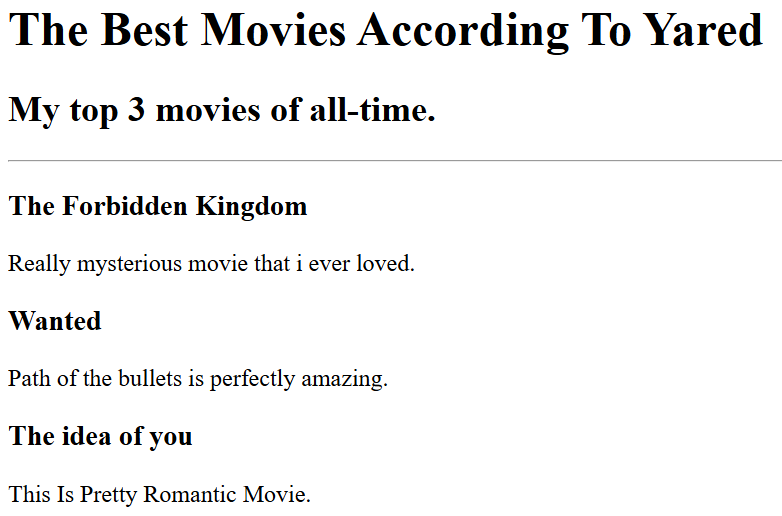 The Best Movies According To Yared
My top 3 movies of all-time.
The Forbidden Kingdom
Really mysterious movie that i ever loved.
Wanted
Path of the bullets is perfectly amazing.
The idea of you
This Is Pretty Romantic Movie.